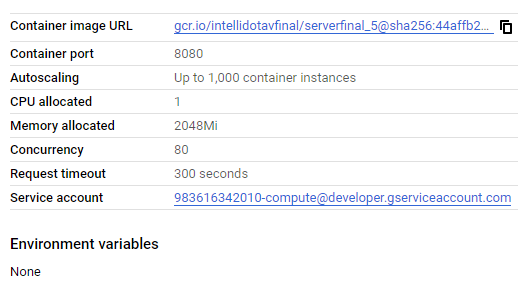 Container image URL gcr.io/intellidotavfinal/serverfinal_5@sha256:44affb2...
Container port 8080
Autoscaling Up to 1,000 container instances
CPU allocated 1
Memory allocated 2048Mi
Concurrency 80
Request timeout 300 seconds
Service account 983616342010-compute@developer.gserviceaccount.com
Environment variables
None